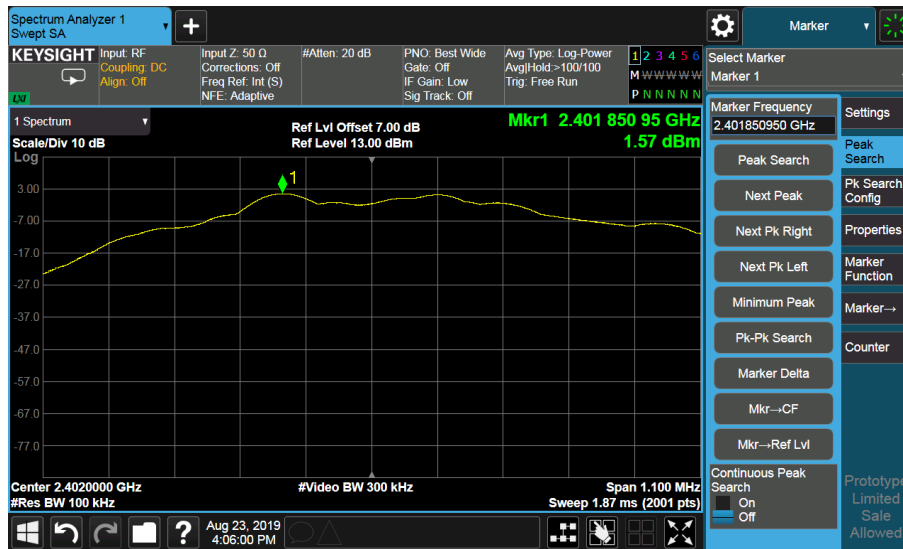 Spectrum Analyzer 1
Swept SA
Marker
KEYSIGHT
Input: RF
Coupling: DC
Align: Off
Input Z: 50 Ω
Corrections: Off
Freq Ref: Int (S)
NFE: Adaptive
#Atten: 20 dB
PNO: Best Wide
Gate: Off
IF Gain: Low
Sig Track: Off
Avg Type: Log-Power
Avg|Hold:>100/100
Trig: Free Run
1 2 3 4 5 6
M W W W W W
P N N N N N
LXI
Select Marker
Marker 1
1 Spectrum
Scale/Div 10 dB
Log
Ref Lvl Offset 7.00 dB
Ref Level 13.00 dBm
Mkr1 2.401 850 95 GHz
1.57 dBm
1
3.00
-7.00
-17.0
-27.0
-37.0
-47.0
-57.0
-67.0
-77.0
Center 2.4020000 GHz
#Res BW 100 kHz
#Video BW 300 kHz
Span 1.100 MHz
Sweep 1.87 ms (2001 pts)
Marker Frequency
2.401850950 GHz
Peak Search
Next Peak
Next Pk Right
Next Pk Left
Minimum Peak
Pk-Pk Search
Marker Delta
Mkr→CF
Mkr→Ref Lvl
Continuous Peak
Search
On
Off
Settings
Peak
Search
Pk Search
Config
Properties
Marker
Function
Marker→
Counter
Prototype
Limited
Sale
Allowed
?
Aug 23, 2019
4:06:00 PM